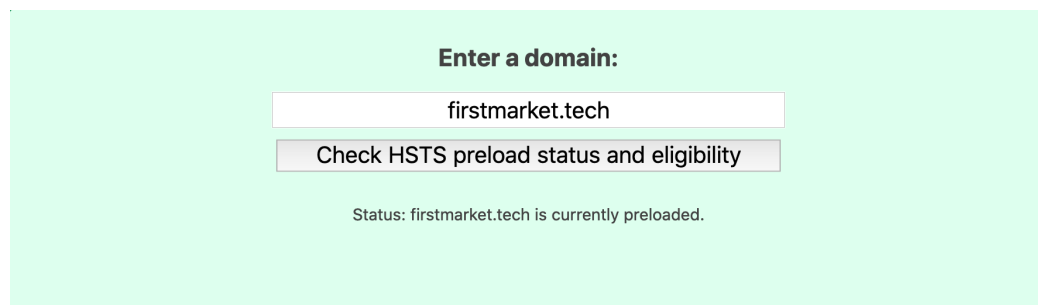 Enter a domain:
firstmarket.tech
Check HSTS preload status and eligibility
Status: firstmarket.tech is currently preloaded.